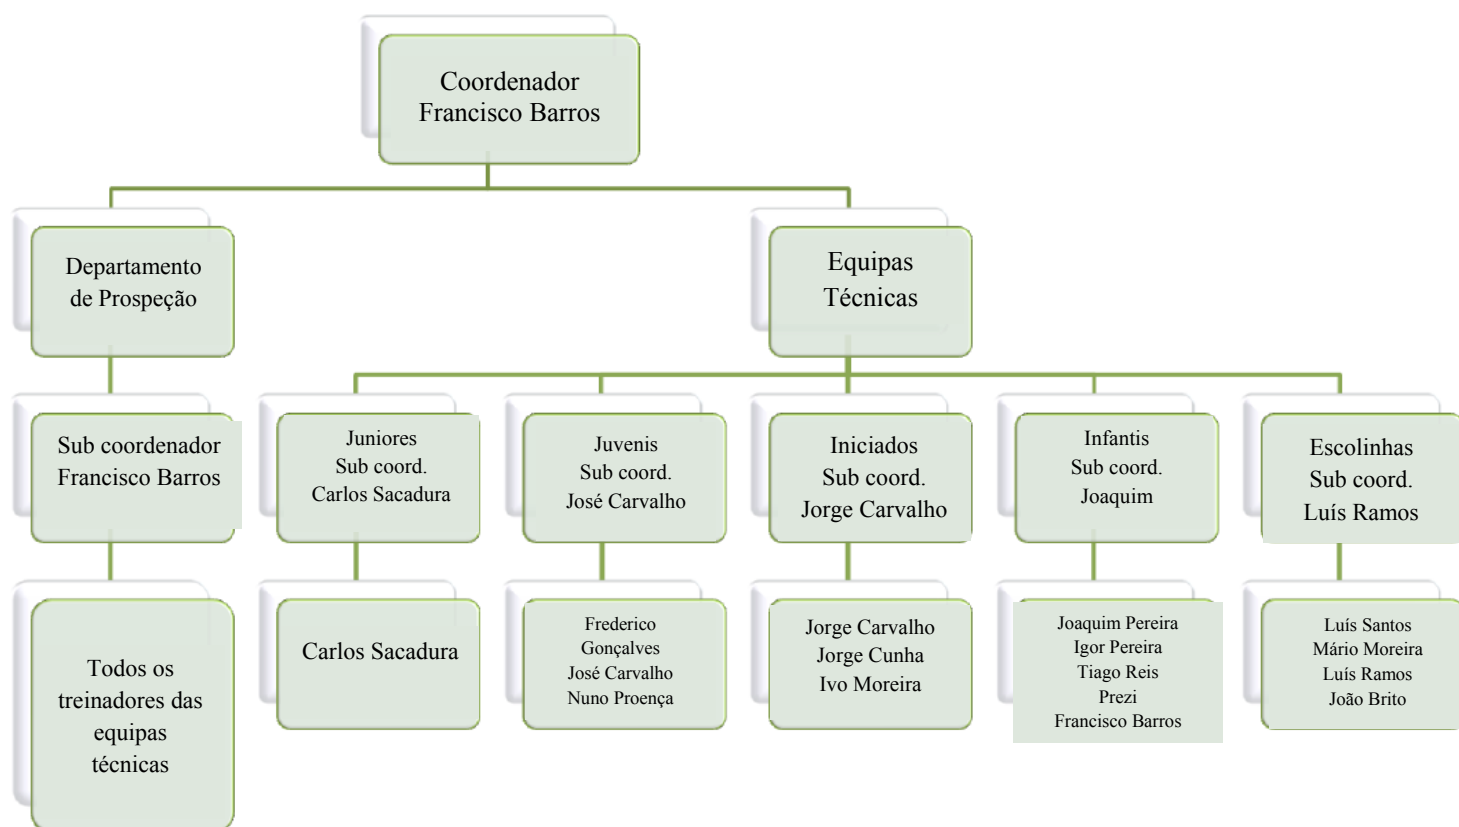 Coordenador
Francisco Barros
Departamento
de Prospeção
Equipas
Técnicas
Sub coordenador
Francisco Barros
Juniores
Sub coord.
Carlos Sacadura
Juvenis
Sub coord.
José Carvalho
Iniciados
Sub coord.
Jorge Carvalho
Infantis
Sub coord.
Joaquim
Escolinhas
Sub coord.
Luís Ramos
Todos os
treinadores das
equipas
técnicas
Carlos Sacadura
Frederico
Gonçalves
José Carvalho
Nuno Proença
Jorge Carvalho
Jorge Cunha
Ivo Moreira
Joaquim Pereira
Igor Pereira
Tiago Reis
Prezi
Francisco Barros
Luís Santos
Mário Moreira
Luís Ramos
João Brito